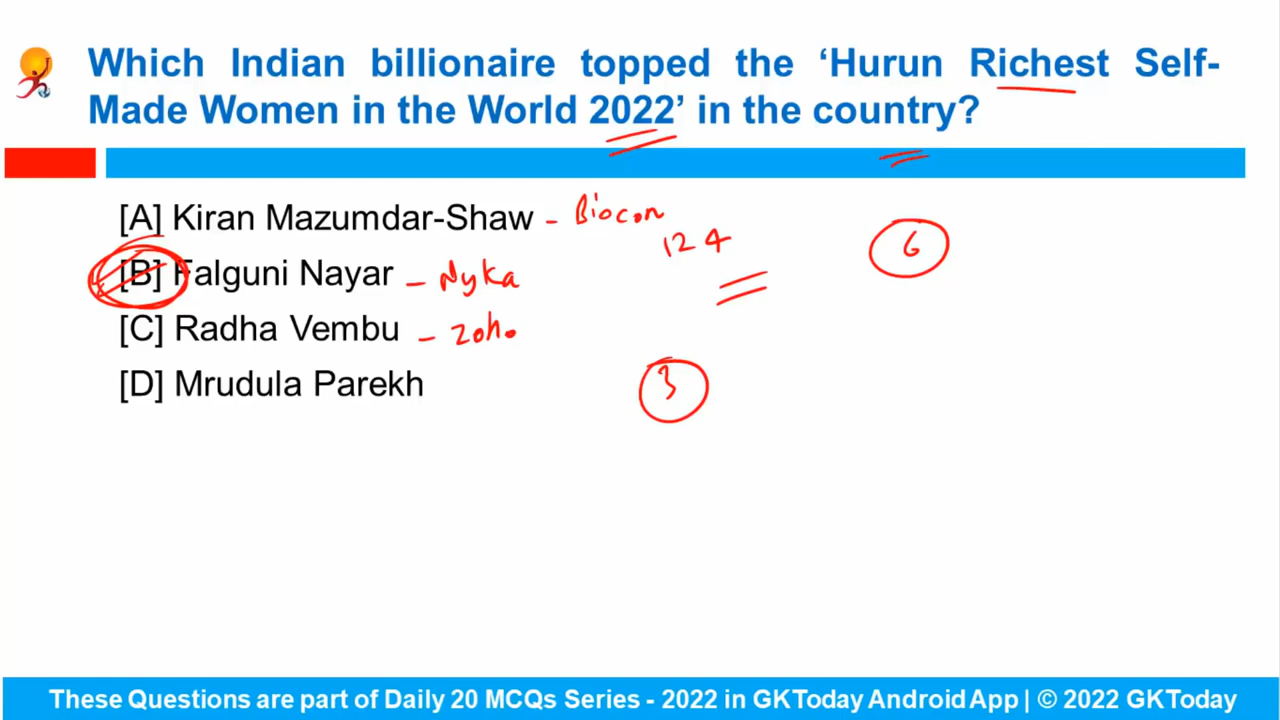 Which Indian billionaire topped the ‘Hurun Richest Self-
Made Women in the World 2022’ in the country?
[A] Kiran Mazumdar-Shaw - Biocon
124
6
[B] Falguni Nayar - Nyka
[C] Radha Vembu - Zoho
[D] Mrudula Parekh
3
These Questions are part of Daily 20 MCQs Series - 2022 in GKToday Android App | © 2022 GKToday